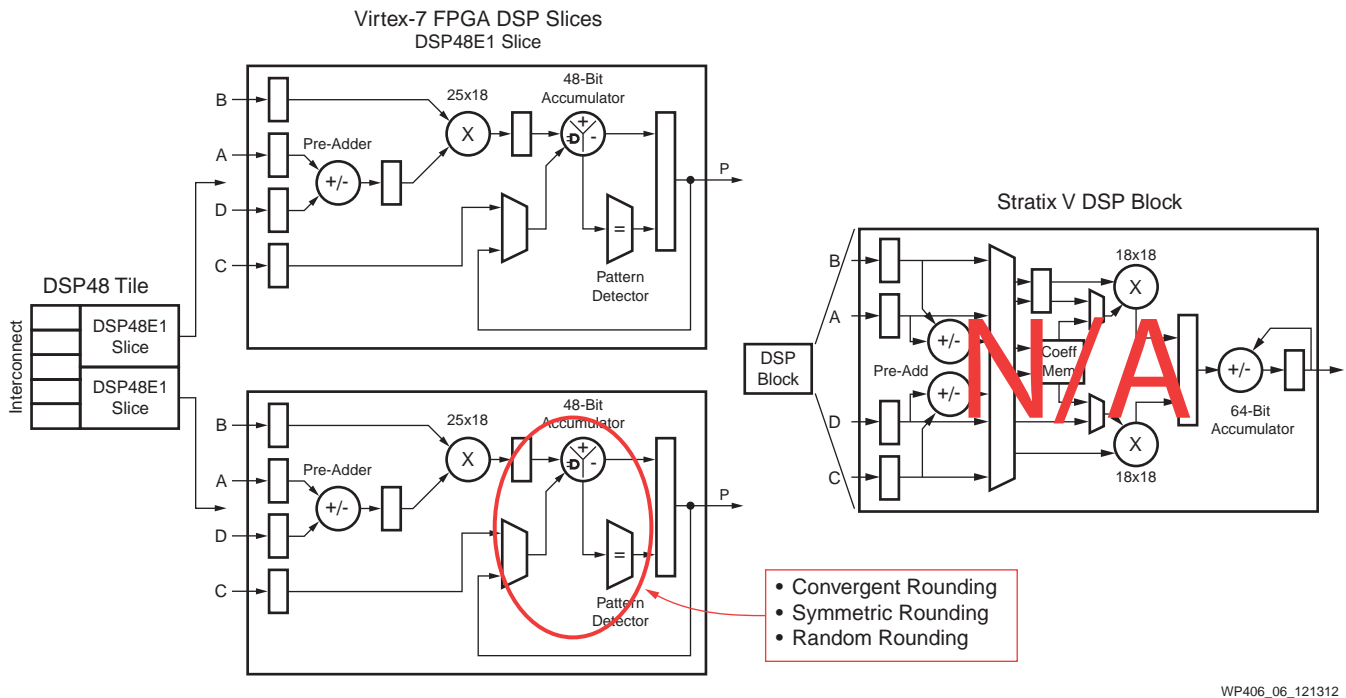 Virtex-7 FPGA DSP Slices
DSP48E1 Slice
B
A
D
C
Pre-Adder
+/-
25x18
X
48-Bit
Accumulator
+
-
=
Pattern
Detector
P
DSP48 Tile
Interconnect
DSP48E1
Slice
DSP48E1
Slice
B
A
D
C
Pre-Adder
+/-
25x18
X
48-Bit
Accumulator
+
-
=
Pattern
Detector
P
• Convergent Rounding
• Symmetric Rounding
• Random Rounding
Stratix V DSP Block
DSP
Block
B
A
D
C
Pre-Add
+/-
+/-
Coeff
Mem
18x18
X
X
18x18
+/-
64-Bit
Accumulator
N/A
WP406_06_121312